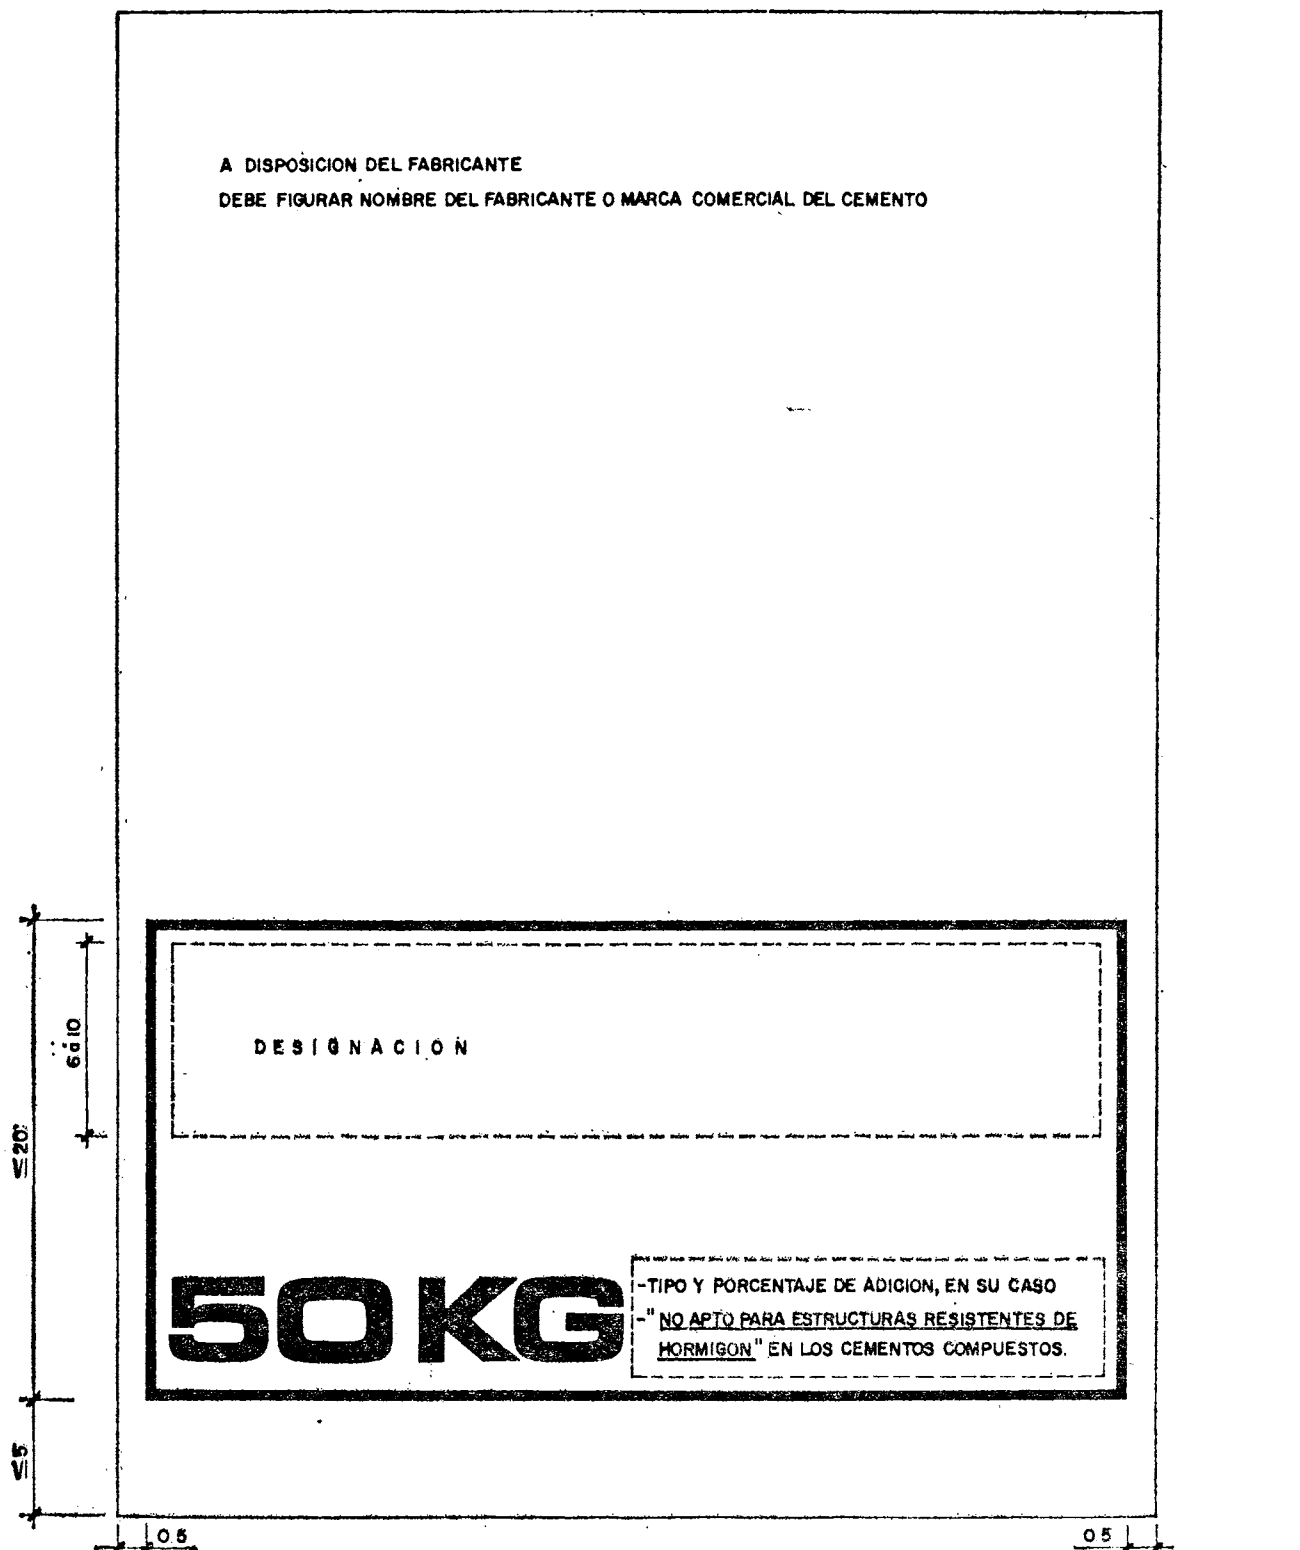 A DISPOSICION DEL FABRICANTE
DEBE FIGURAR NOMBRE DEL FABRICANTE O MARCA COMERCIAL DEL CEMENTO
6 á 10
DESIGNACION
≤20
50 KG
-TIPO Y PORCENTAJE DE ADICION, EN SU CASO
-"NO APTO PARA ESTRUCTURAS RESISTENTES DE
HORMIGON" EN LOS CEMENTOS COMPUESTOS.
≤5
0.5
0.5